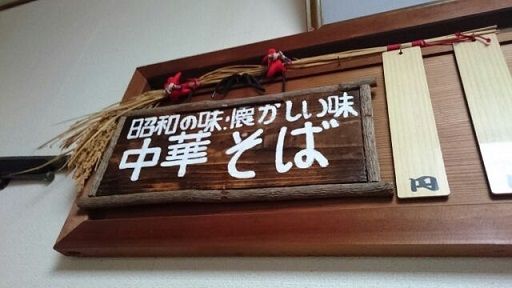 昭和の味・懐かしい味
中華そば
円